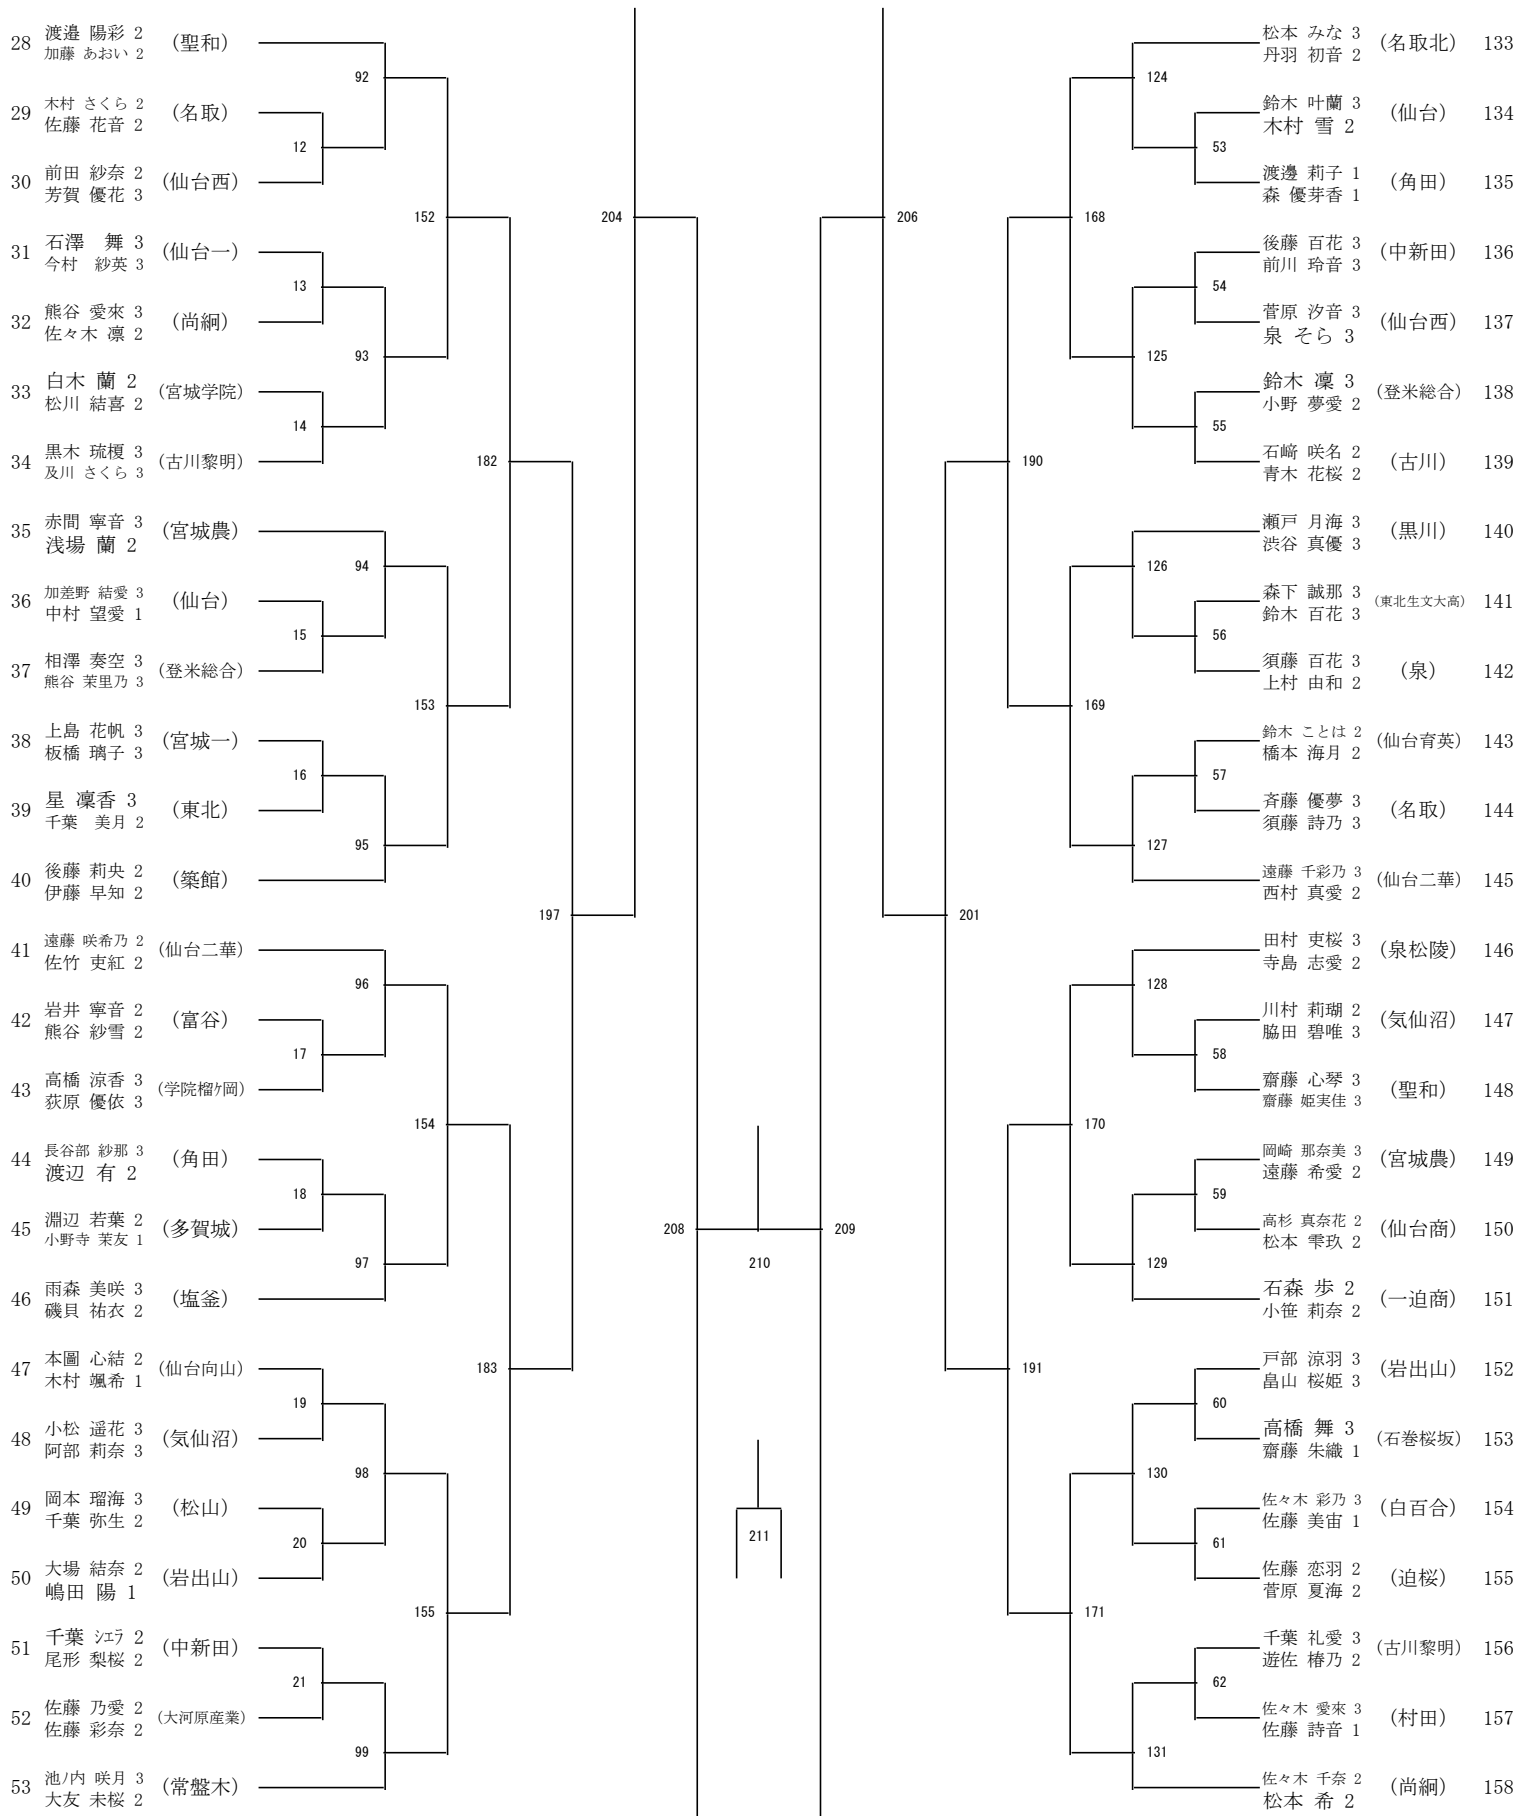 28 渡邉 陽彩 2 (聖和)
加藤 あおい 2
29 木村 さくら 2 (名取)
佐藤 花音 2
30 前田 紗奈 2 (仙台西)
芳賀 優花 3
31 石澤 舞 3 (仙台一)
今村 紗英 3
32 熊谷 愛來 3 (尚絅)
佐々木 凛 2
33 白木 蘭 2 (宮城学院)
松川 結喜 2
34 黒木 琉榎 3 (古川黎明)
及川 さくら 3
35 赤間 寧音 3 (宮城農)
浅場 蘭 2
36 加差野 結愛 3 (仙台)
中村 望愛 1
37 相澤 奏空 3 (登米総合)
熊谷 茉里乃 3
38 上島 花帆 3 (宮城一)
板橋 璃子 3
39 星 凜香 3 (東北)
千葉 美月 2
40 後藤 莉央 2 (築館)
伊藤 早知 2
41 遠藤 咲希乃 2 (仙台二華)
佐竹 吏紅 2
42 岩井 寧音 2 (富谷)
熊谷 紗雪 2
43 高橋 涼香 3 (学院榴ケ岡)
荻原 優依 3
44 長谷部 紗那 3 (角田)
渡辺 有 2
45 淵辺 若葉 2 (多賀城)
小野寺 茉友 1
46 雨森 美咲 3 (塩釜)
磯貝 祐衣 2
47 本圖 心結 2 (仙台向山)
木村 颯希 1
48 小松 遥花 3 (気仙沼)
阿部 莉奈 3
49 岡本 瑠海 3 (松山)
千葉 弥生 2
50 大場 結奈 2 (岩出山)
嶋田 陽 1
51 千葉 シエラ 2 (中新田)
尾形 梨桜 2
52 佐藤 乃愛 2 (大河原産業)
佐藤 彩奈 2
53 池ノ内 咲月 3 (常盤木)
大友 未桜 2
12
13
14
15
16
17
18
19
20
21
92
93
94
95
96
97
98
99
152
153
154
155
182
183
197
204
208
210
211
209
206
201
190
191
168
169
170
171
124
125
126
127
128
129
130
131
53
54
55
56
57
58
59
60
61
62
松本 みな 3 (名取北) 133
丹羽 初音 2
鈴木 叶蘭 3 (仙台) 134
木村 雪 2
渡邊 莉子 1 (角田) 135
森 優芽香 1
後藤 百花 3 (中新田) 136
前川 玲音 3
菅原 汐音 3 (仙台西) 137
泉 そら 3
鈴木 凜 3 (登米総合) 138
小野 夢愛 2
石﨑 咲名 2 (古川) 139
青木 花桜 2
瀬戸 月海 3 (黒川) 140
渋谷 真優 3
森下 誠那 3 (東北生文大高) 141
鈴木 百花 3
須藤 百花 3 (泉) 142
上村 由和 2
鈴木 ことは 2 (仙台育英) 143
橋本 海月 2
斉藤 優夢 3 (名取) 144
須藤 詩乃 3
遠藤 千彩乃 3 (仙台二華) 145
西村 真愛 2
田村 吏桜 3 (泉松陵) 146
寺島 志愛 2
川村 莉瑚 2 (気仙沼) 147
脇田 碧唯 3
齋藤 心琴 3 (聖和) 148
齋藤 姫実佳 3
岡崎 那奈美 3 (宮城農) 149
遠藤 希愛 2
高杉 真奈花 2 (仙台商) 150
松本 雫玖 2
石森 歩 2 (一迫商) 151
小笹 莉奈 2
戸部 涼羽 3 (岩出山) 152
畠山 桜姫 3
高橋 舞 3 (石巻桜坂) 153
齋藤 朱織 1
佐々木 彩乃 3 (白百合) 154
佐藤 美宙 1
佐藤 恋羽 2 (迫桜) 155
菅原 夏海 2
千葉 礼愛 3 (古川黎明) 156
遊佐 椿乃 2
佐々木 愛來 3 (村田) 157
佐藤 詩音 1
佐々木 千奈 2 (尚絅) 158
松本 希 2